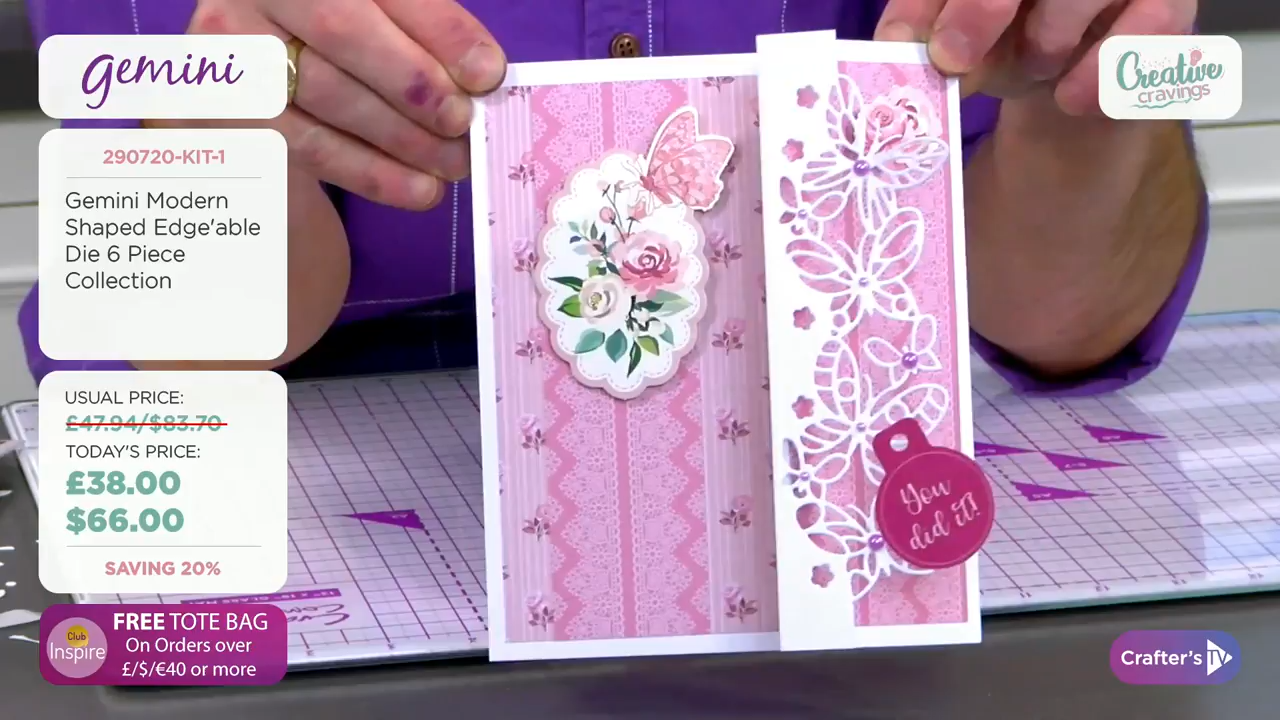 gemini
290720-KIT-1
Gemini Modern
Shaped Edge'able
Die 6 Piece
Collection
USUAL PRICE:
£47.94/$83.70
TODAY'S PRICE:
£38.00
$66.00
SAVING 20%
Club
Inspire
FREE TOTE BAG
On Orders over
£/$/€40 or more
Creative
cravings
You
did it!
Crafter's TV